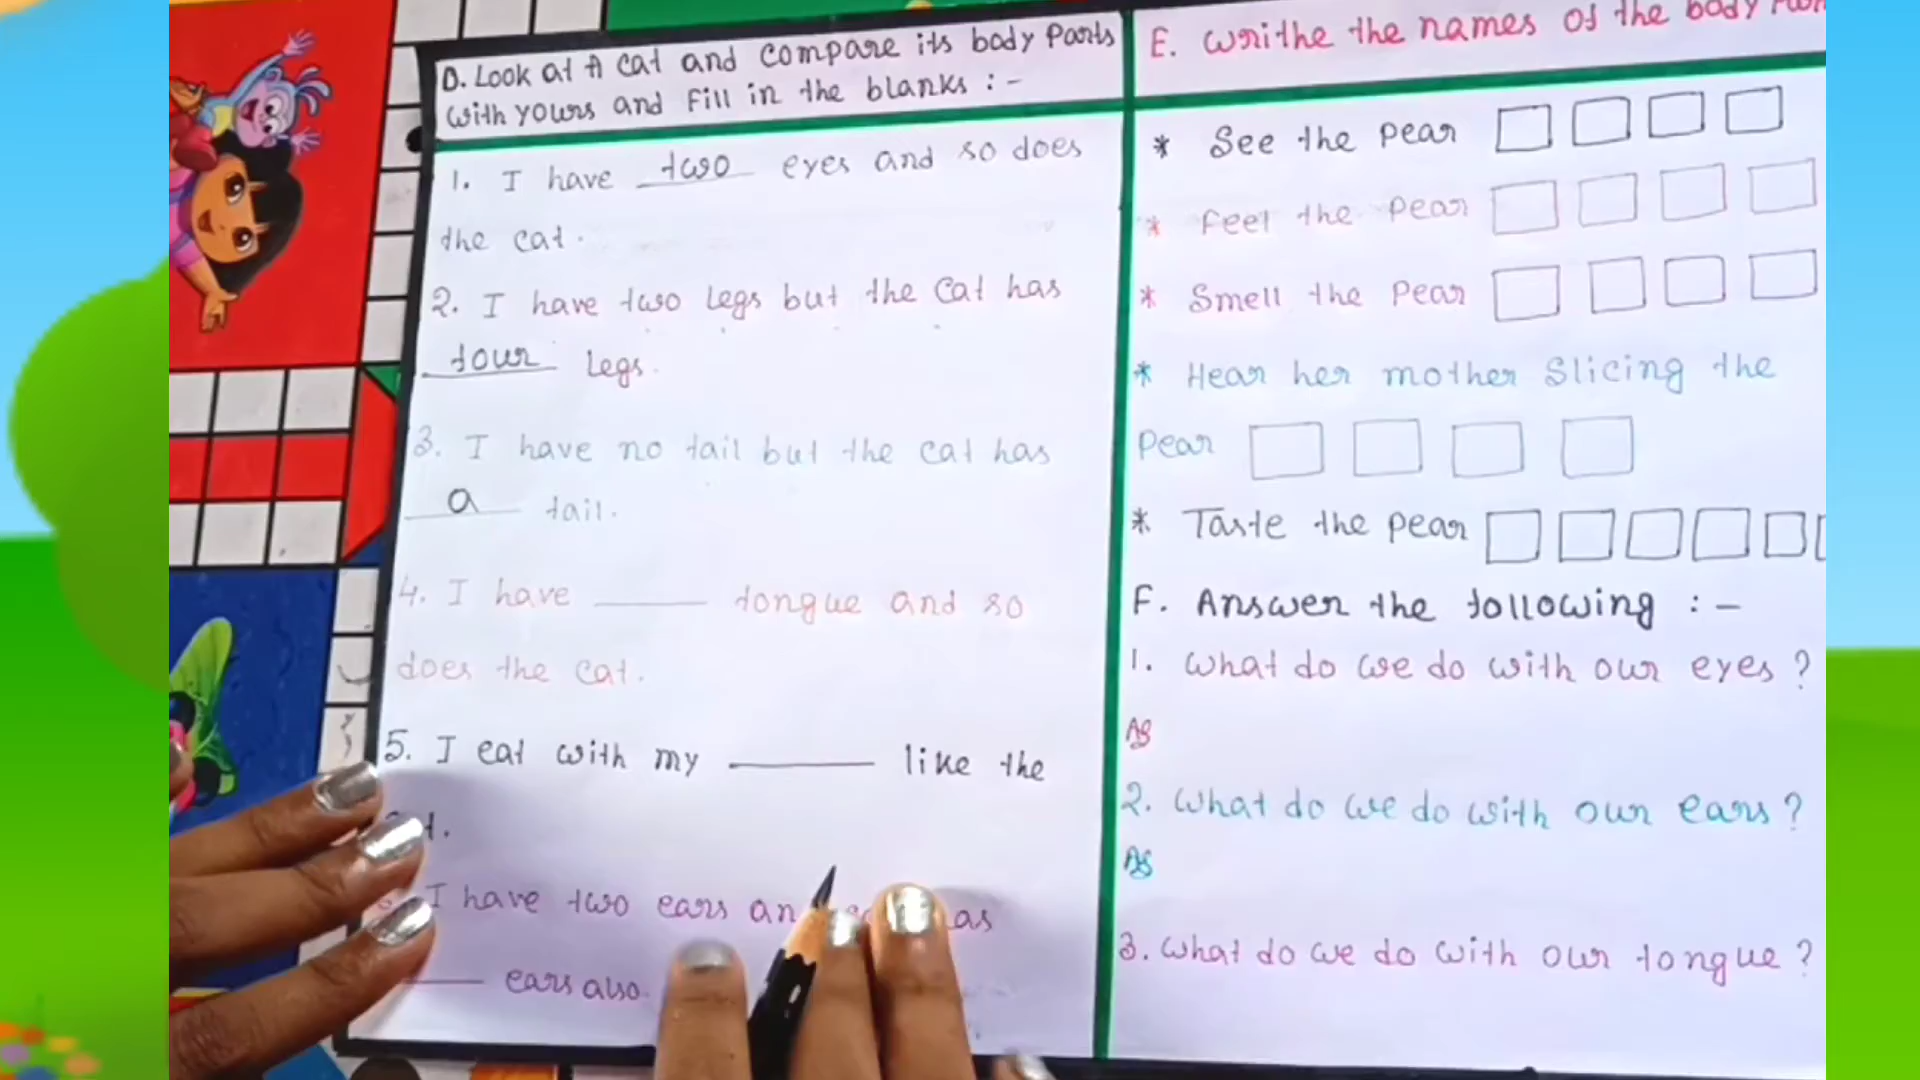 D. Look at A cat and compare its body parts
with yours and fill in the blanks : -
1. I have two eyes and so does
the cat.
2. I have two legs but the cat has
four legs.
3. I have no tail but the cat has
a tail.
4. I have ______ tongue and so
does the cat.
5. I eat with my ______ like the
I have two ears as
______ ears also.
E. Writhe the names of the body
* See the pear
* Feel the pear
* Smell the pear
* Hear her mother slicing the
pear
* Taste the pear
F. Answer the following : -
1. What do we do with our eyes ?
As
2. What do we do with our ears ?
As
3. What do we do with our tongue ?